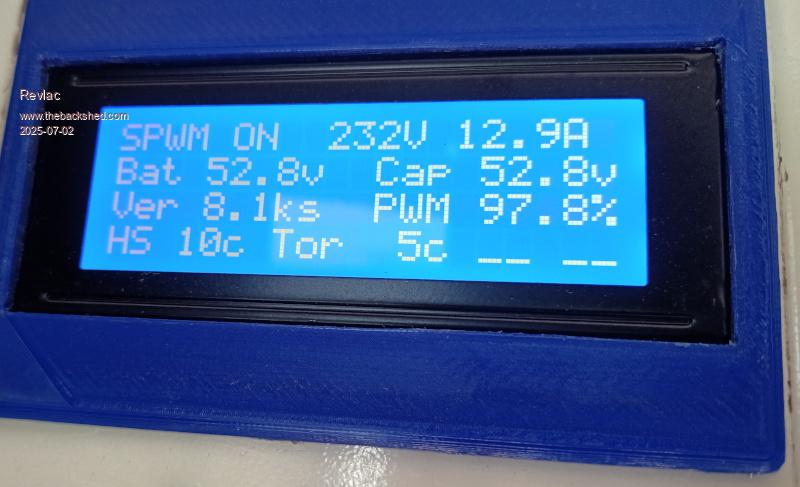 Revlac
www.thebackshed.com
2025-07-02
SPWM ON 232V 12.9A
Bat 52.8v Cap 52.8v
Ver 8.1ks PWM 97.8%
HS 10c Tor 5c __ __